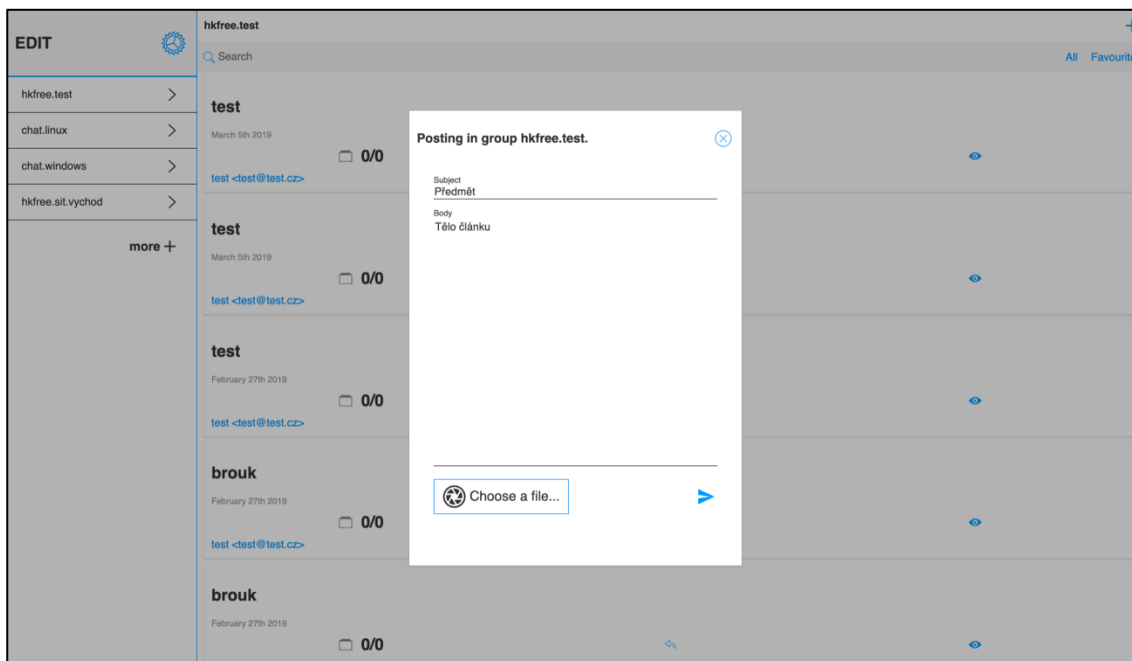 EDIT
hkfree.test
chat.linux
chat.windows
hkfree.sit.vychod
more
hkfree.test
Search
All Favourite
test
March 5th 2019
0/0
test <test@test.cz>
test
March 5th 2019
0/0
test <test@test.cz>
test
February 27th 2019
0/0
test <test@test.cz>
brouk
February 27th 2019
0/0
test <test@test.cz>
brouk
February 27th 2019
0/0
Posting in group hkfree.test.
Subject
Předmět
Body
Tělo článku
Choose a file...